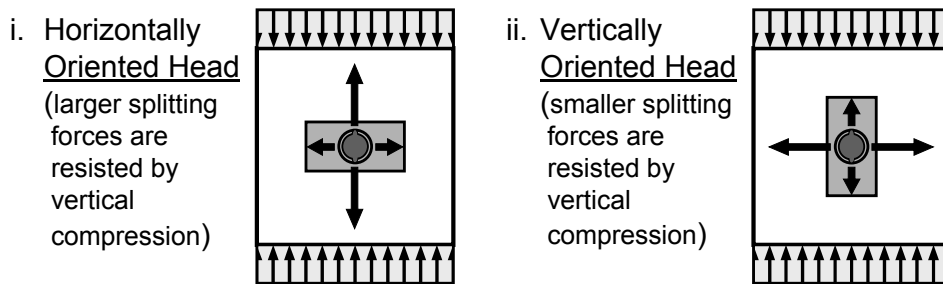 i. Horizontally
Oriented Head
(larger splitting
forces are
resisted by
vertical
compression)
ii. Vertically
Oriented Head
(smaller splitting
forces are
resisted by
vertical
compression)